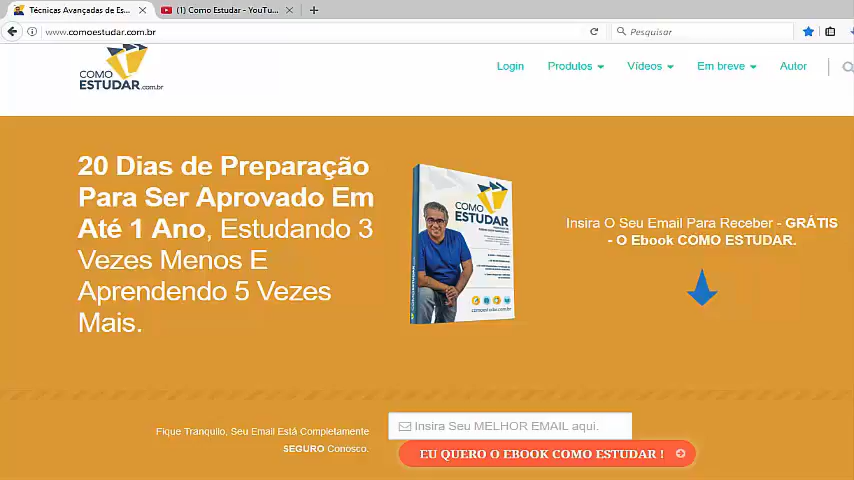 Técnicas Avançadas de Es...
(1) Como Estudar - YouTu...
www.comoestudar.com.br
Pesquisar
COMO
ESTUDAR.com.br
Login
Produtos
Vídeos
Em breve
Autor
20 Dias de Preparação
Para Ser Aprovado Em
Até 1 Ano, Estudando 3
Vezes Menos E
Aprendendo 5 Vezes
Mais.
COMO
ESTUDAR
comoestudar.com.br
Insira O Seu Email Para Receber - GRÁTIS
- O Ebook COMO ESTUDAR.
Fique Tranquilo, Seu Email Está Completamente
SEGURO Conosco.
Insira Seu MELHOR EMAIL aqui.
EU QUERO O EBOOK COMO ESTUDAR !